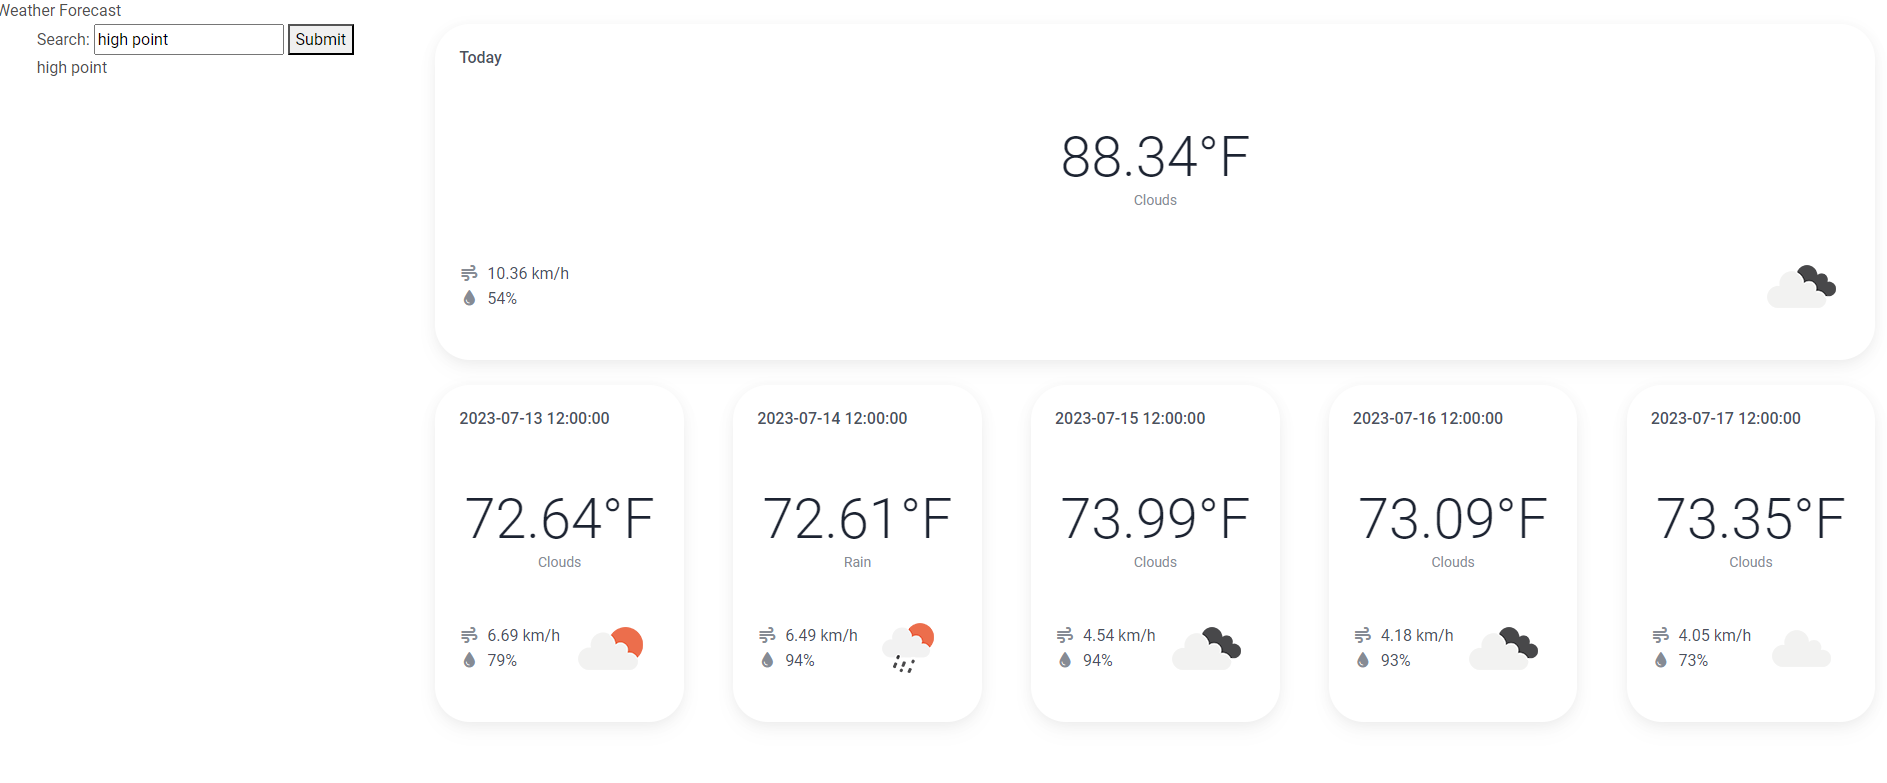 Weather Forecast
Search: high point Submit
high point
Today
88.34°F
Clouds
10.36 km/h
54%
2023-07-13 12:00:00
72.64°F
Clouds
6.69 km/h
79%
2023-07-14 12:00:00
72.61°F
Rain
6.49 km/h
94%
2023-07-15 12:00:00
73.99°F
Clouds
4.54 km/h
94%
2023-07-16 12:00:00
73.09°F
Clouds
4.18 km/h
93%
2023-07-17 12:00:00
73.35°F
Clouds
4.05 km/h
73%